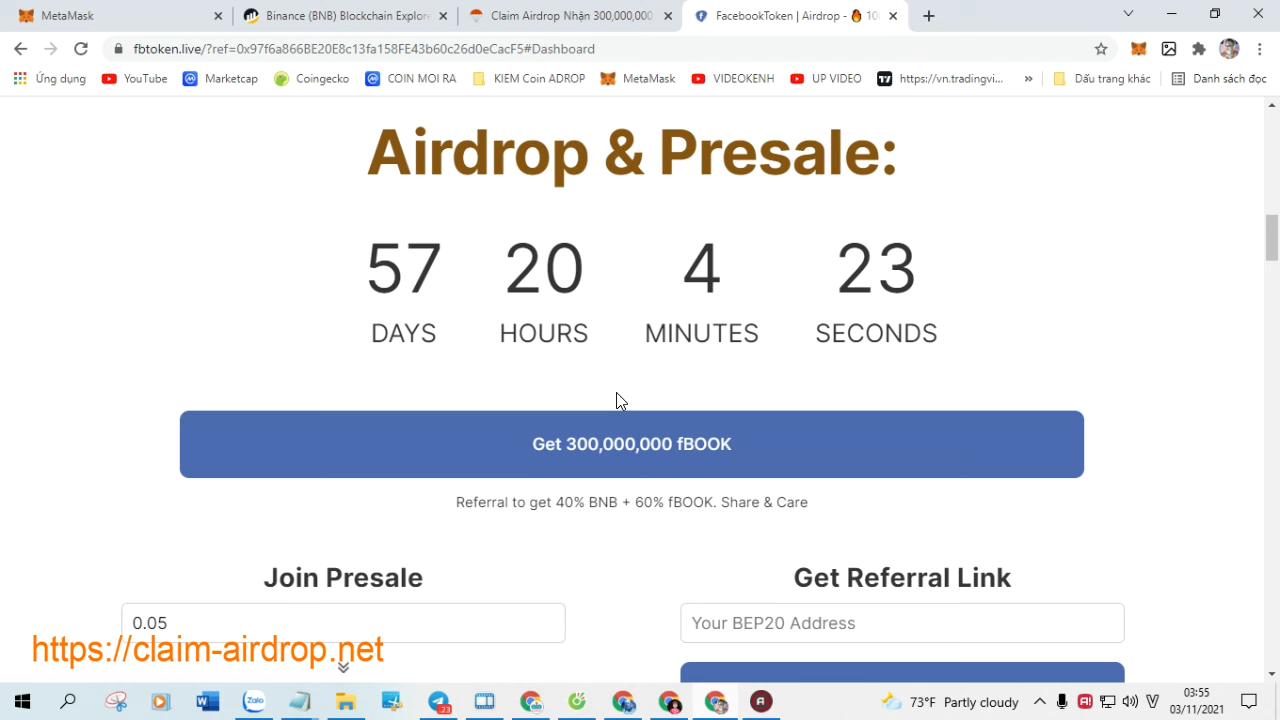 MetaMask
Binance (BNB) Blockchain Explore
Claim Airdrop Nhận 300,000,000
FacebookToken | Airdrop - 🔥 10
fbtoken.live/?ref=0x97f6a866BE20E8c13fa158FE43b60c26d0eCacF5#Dashboard
Ứng dụng
YouTube
Marketcap
Coingecko
COIN MOI RA
KIEM Coin ADROP
MetaMask
VIDEOKENH
UP VIDEO
https://vn.tradingvi...
»
Dấu trang khác
Danh sách đọc
Airdrop & Presale:
57 20 4 23
DAYS HOURS MINUTES SECONDS
Get 300,000,000 fBOOK
Referral to get 40% BNB + 60% fBOOK. Share & Care
Join Presale
Get Referral Link
0.05
Your BEP20 Address
https://claim-airdrop.net
Zalo
23
73°F Partly cloudy
03:55
03/11/2021